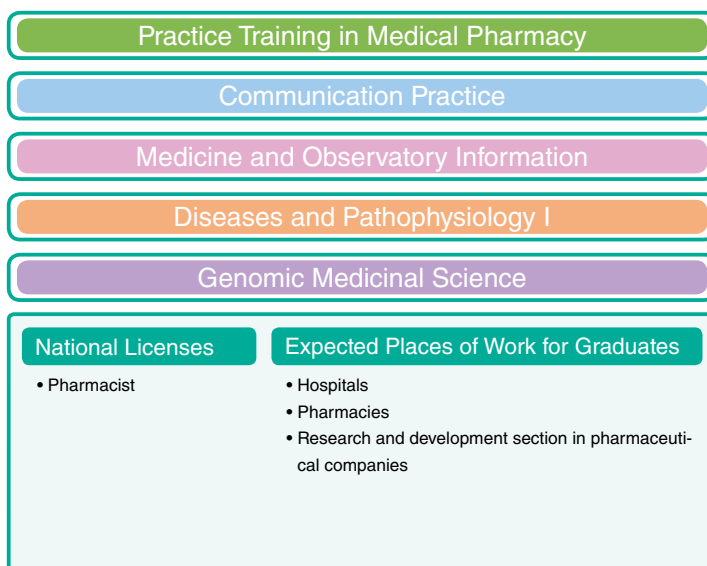 Practice Training in Medical Pharmacy
Communication Practice
Medicine and Observatory Information
Diseases and Pathophysiology I
Genomic Medicinal Science
National Licenses
• Pharmacist
Expected Places of Work for Graduates
• Hospitals
• Pharmacies
• Research and development section in pharmaceuti-
cal companies